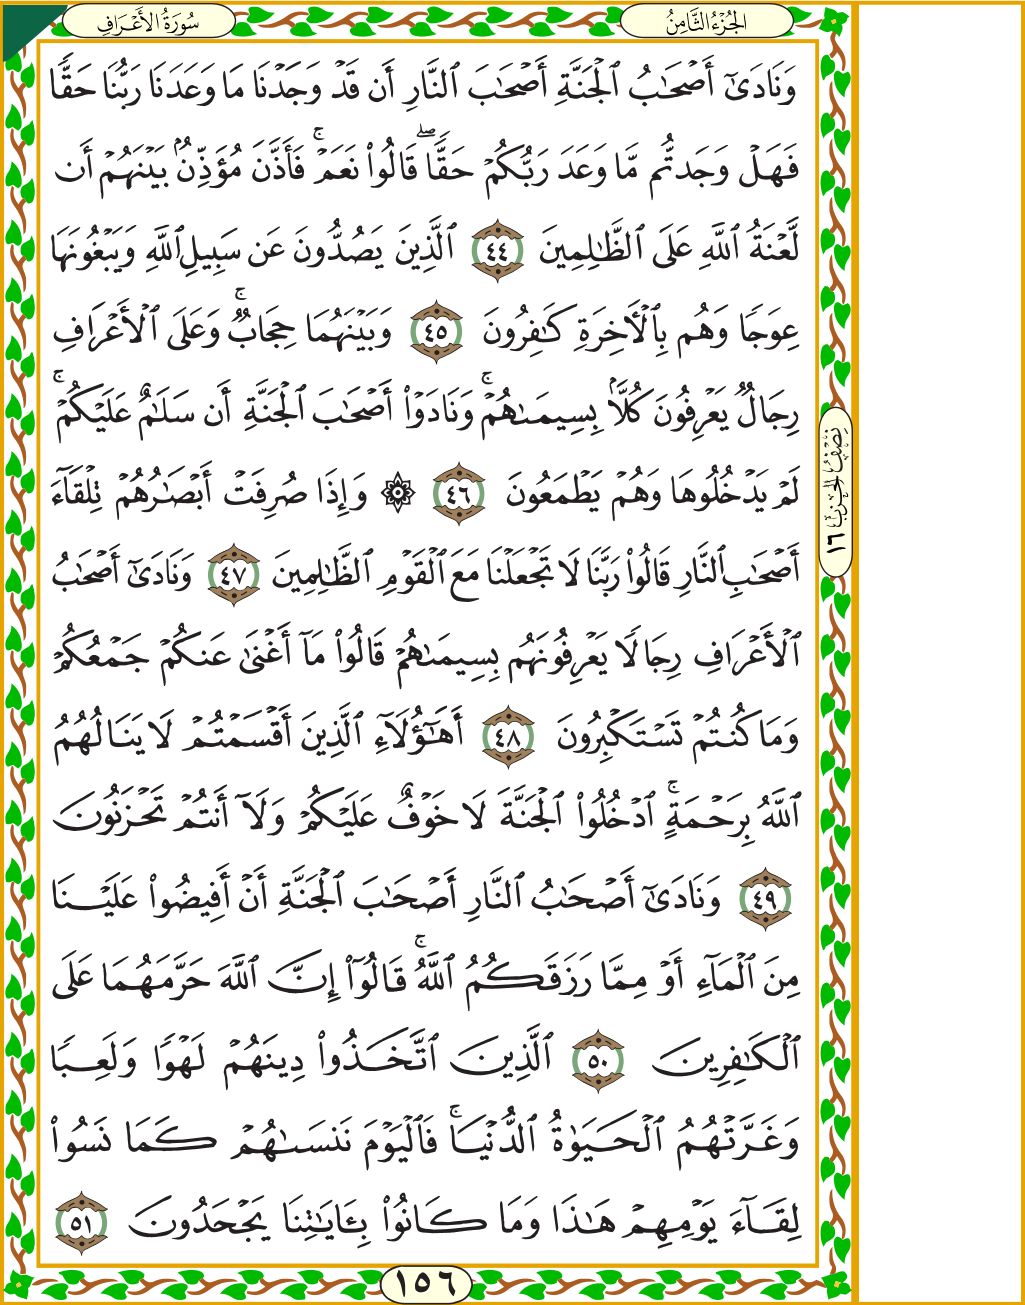 الجُزْءُ الثَّامِنُ
سُورَةُ الأَعْرَافِ
وَنَادَىٰٓ أَصْحَٰبُ ٱلْجَنَّةِ أَصْحَٰبَ ٱلنَّارِ أَن قَدْ وَجَدْنَا مَا وَعَدَنَا رَبُّنَا حَقًّا
فَهَلْ وَجَدتُّم مَّا وَعَدَ رَبُّكُمْ حَقًّا ۖ قَالُوا۟ نَعَمْ ۚ فَأَذَّنَ مُؤَذِّنٌۢ بَيْنَهُمْ أَن
لَّعْنَةُ ٱللَّهِ عَلَى ٱلظَّٰلِمِينَ ٤٤ ٱلَّذِينَ يَصُدُّونَ عَن سَبِيلِ ٱللَّهِ وَيَبْغُونَهَا
عِوَجًا وَهُم بِٱلْأَخِرَةِ كَٰفِرُونَ ٤٥ وَبَيْنَهُمَا حِجَابٌ ۚ وَعَلَى ٱلْأَعْرَافِ
رِجَالٌ يَعْرِفُونَ كُلًّۢا بِسِيمَىٰهُمْ ۚ وَنَادَوْا۟ أَصْحَٰبَ ٱلْجَنَّةِ أَن سَلَٰمٌ عَلَيْكُمْ ۚ
لَمْ يَدْخُلُوهَا وَهُمْ يَطْمَعُونَ ٤٦ ۞ وَإِذَا صُرِفَتْ أَبْصَٰرُهُمْ تِلْقَآءَ
أَصْحَٰبِ ٱلنَّارِ قَالُوا۟ رَبَّنَا لَا تَجْعَلْنَا مَعَ ٱلْقَوْمِ ٱلظَّٰلِمِينَ ٤٧ وَنَادَىٰٓ أَصْحَٰبُ
ٱلْأَعْرَافِ رِجَالًا يَعْرِفُونَهُم بِسِيمَىٰهُمْ قَالُوا۟ مَآ أَغْنَىٰ عَنكُمْ جَمْعُكُمْ
وَمَا كُنتُمْ تَسْتَكْبِرُونَ ٤٨ أَهَٰٓؤُلَآءِ ٱلَّذِينَ أَقْسَمْتُمْ لَا يَنَالُهُمُ
ٱللَّهُ بِرَحْمَةٍ ۚ ٱدْخُلُوا۟ ٱلْجَنَّةَ لَا خَوْفٌ عَلَيْكُمْ وَلَآ أَنتُمْ تَحْزَنُونَ
٤٩ وَنَادَىٰٓ أَصْحَٰبُ ٱلنَّارِ أَصْحَٰبَ ٱلْجَنَّةِ أَنْ أَفِيضُوا۟ عَلَيْنَا
مِنَ ٱلْمَآءِ أَوْ مِمَّا رَزَقَكُمُ ٱللَّهُ ۚ قَالُوٓا۟ إِنَّ ٱللَّهَ حَرَّمَهُمَا عَلَى
ٱلْكَٰفِرِينَ ٥٠ ٱلَّذِينَ ٱتَّخَذُوا۟ دِينَهُمْ لَهْوًا وَلَعِبًا
وَغَرَّتْهُمُ ٱلْحَيَوٰةُ ٱلدُّنْيَا ۚ فَٱلْيَوْمَ نَنسَىٰهُمْ كَمَا نَسُوا۟
لِقَآءَ يَوْمِهِمْ هَٰذَا وَمَا كَانُوا۟ بِـَٔايَٰتِنَا يَجْحَدُونَ ٥١
نِصْفُ الْحِزْبِ ١٦
١٥٦